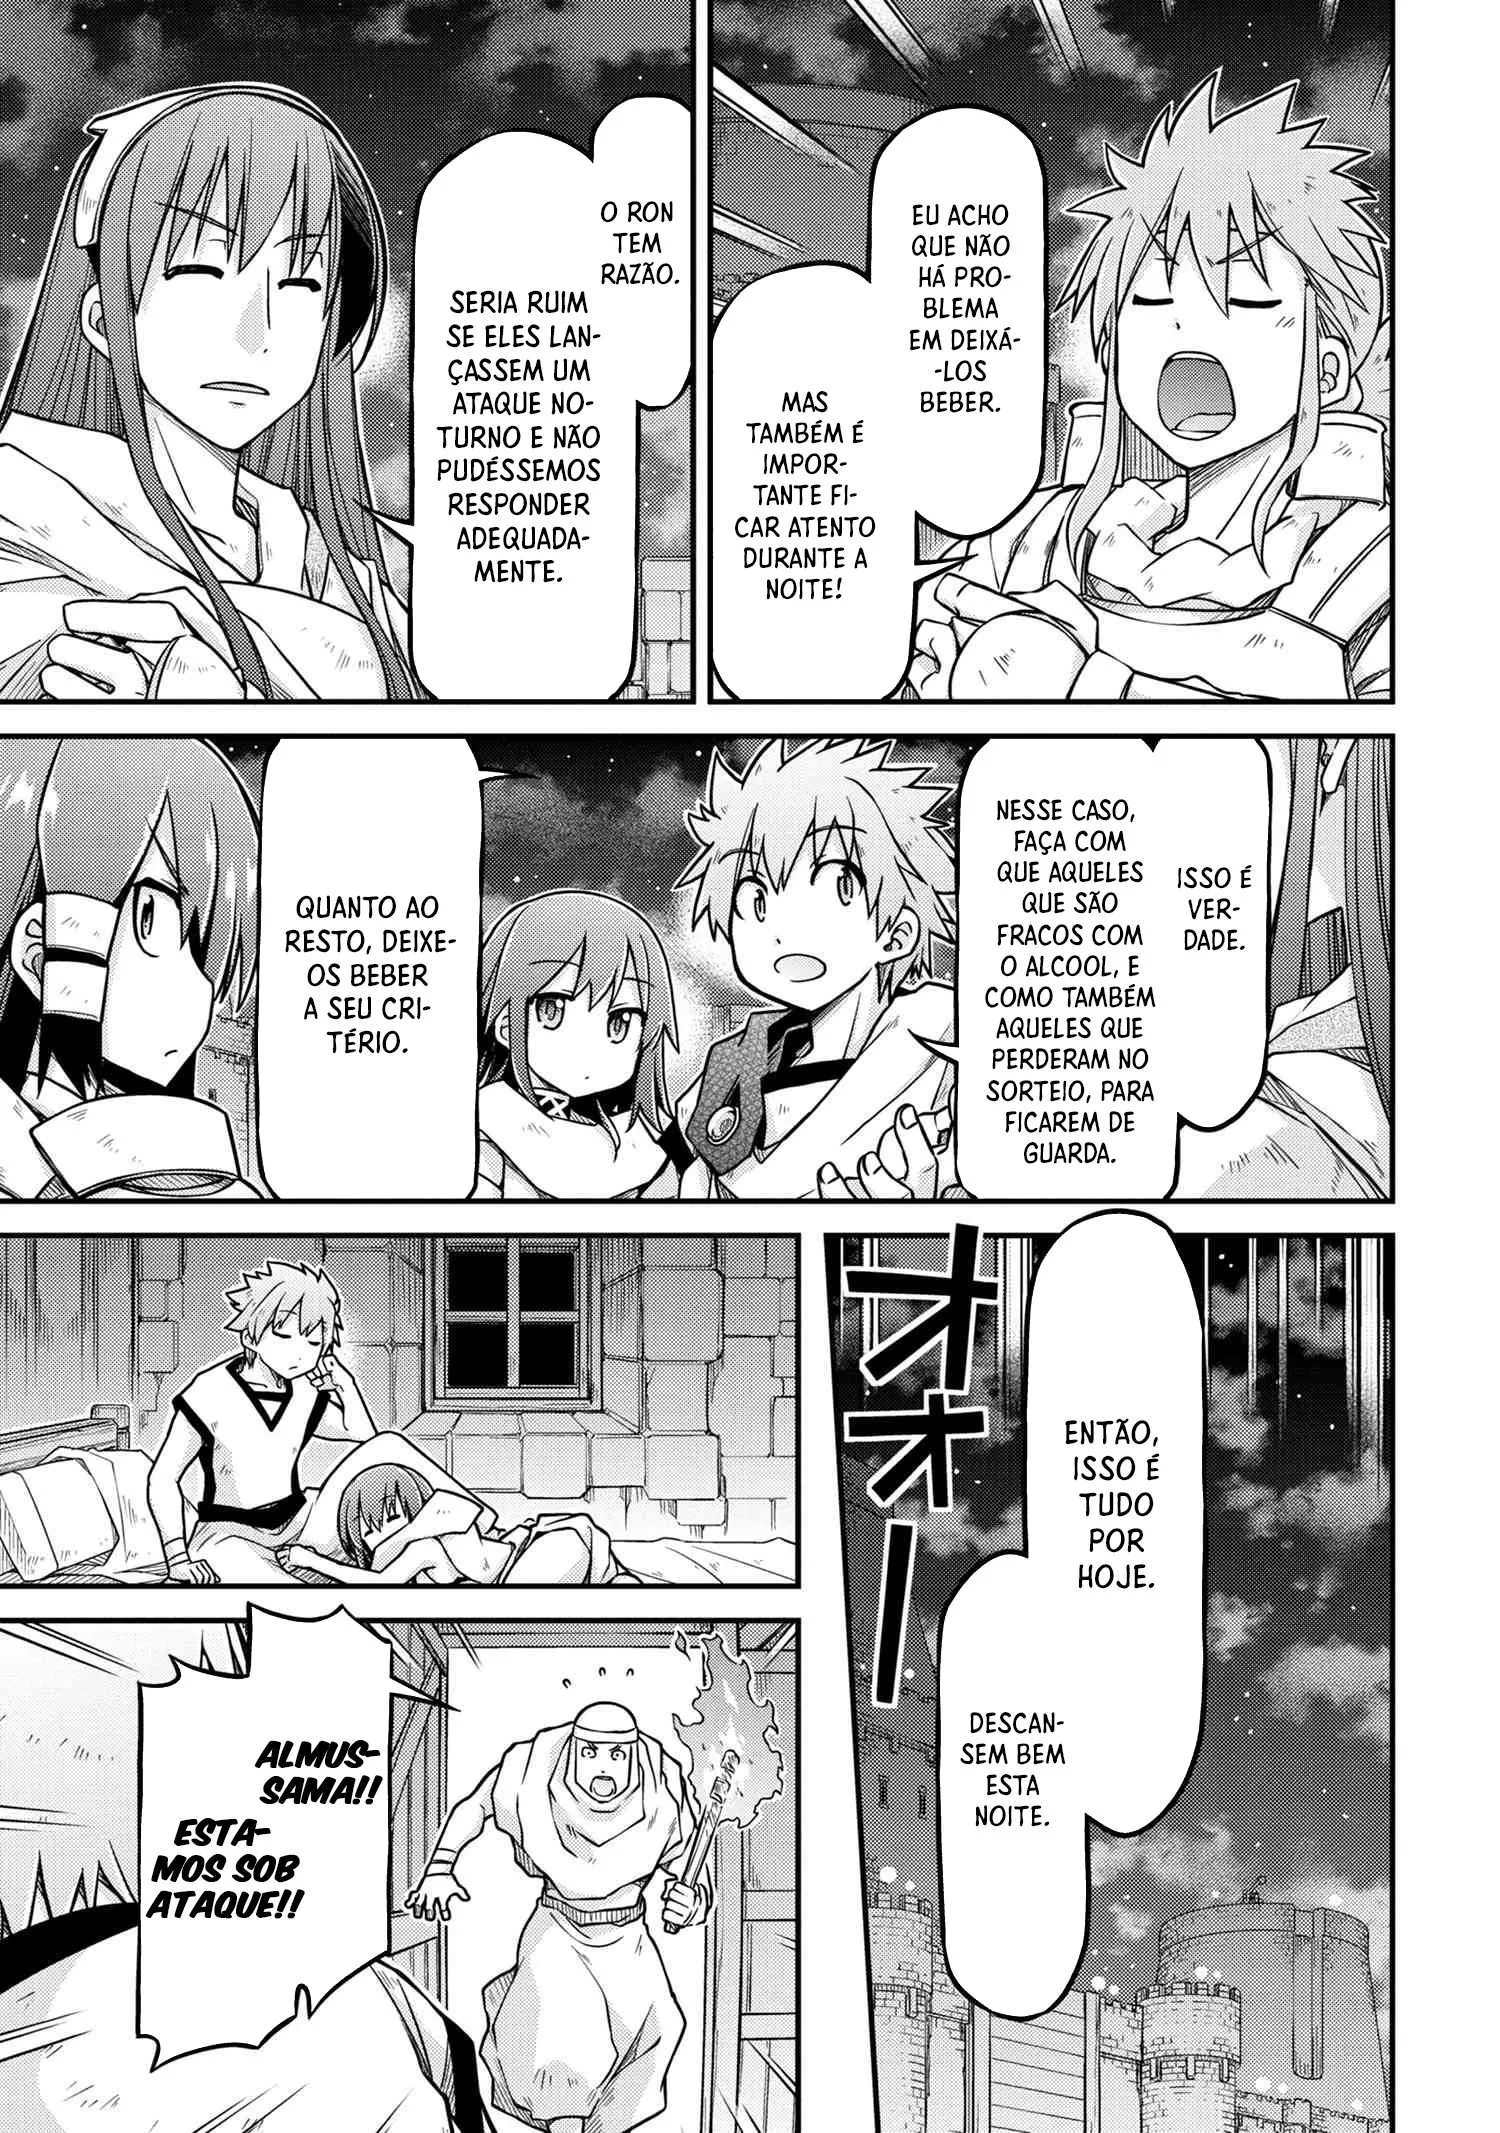 EU ACHO
QUE NÃO
HÁ PRO-
BLEMA
EM DEIXÁ-
-LOS
BEBER.
MAS
TAMBÉM É
IMPOR-
TANTE FI-
CAR ATENTO
DURANTE A
NOITE!
O RON
TEM
RAZÃO.
SERIA RUIM
SE ELES LAN-
ÇASSEM UM
ATAQUE NO-
TURNO E NÃO
PUDÉSSEMOS
RESPONDER
ADEQUADA-
MENTE.
ISSO É
VER-
DADE.
NESSE CASO,
FAÇA COM
QUE AQUELES
QUE SÃO
FRACOS COM
O ALCOOL, E
COMO TAMBÉM
AQUELES QUE
PERDERAM NO
SORTEIO, PARA
FICAREM DE
GUARDA.
QUANTO AO
RESTO, DEIXE-
OS BEBER
A SEU CRI-
TÉRIO.
ENTÃO,
ISSO É
TUDO
POR
HOJE.
DESCAN-
SEM BEM
ESTA
NOITE.
オオー
ALMUS-
SAMA!!
ESTA-
MOS SOB
ATAQUE!!